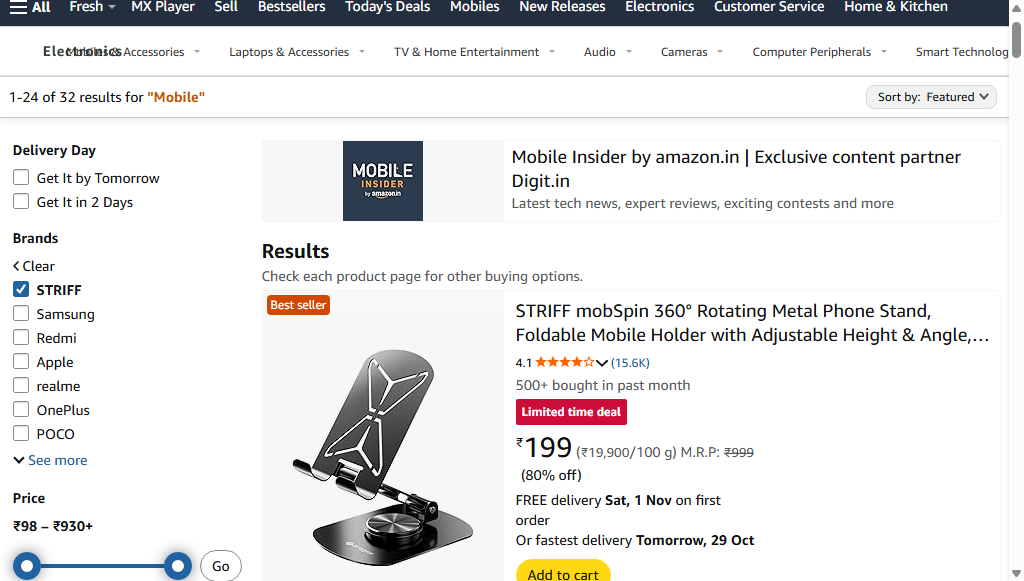 All Fresh MX Player Sell Bestsellers Today's Deals Mobiles New Releases Electronics Customer Service Home & Kitchen
Electronics Mobiles & Accessories Laptops & Accessories TV & Home Entertainment Audio Cameras Computer Peripherals Smart Technolog
1-24 of 32 results for "Mobile"
Sort by: Featured
Delivery Day
Get It by Tomorrow
Get It in 2 Days
Brands
Clear
STRIFF
Samsung
Redmi
Apple
realme
OnePlus
POCO
See more
Price
₹98 – ₹930+
Go
MOBILE
INSIDER
by amazon.in
Mobile Insider by amazon.in | Exclusive content partner
Digit.in
Latest tech news, expert reviews, exciting contests and more
Results
Check each product page for other buying options.
Best seller
STRIFF mobSpin 360° Rotating Metal Phone Stand,
Foldable Mobile Holder with Adjustable Height & Angle,...
4.1 (15.6K)
500+ bought in past month
Limited time deal
₹199 (₹19,900/100 g) M.R.P: ₹999
(80% off)
FREE delivery Sat, 1 Nov on first
order
Or fastest delivery Tomorrow, 29 Oct
Add to cart